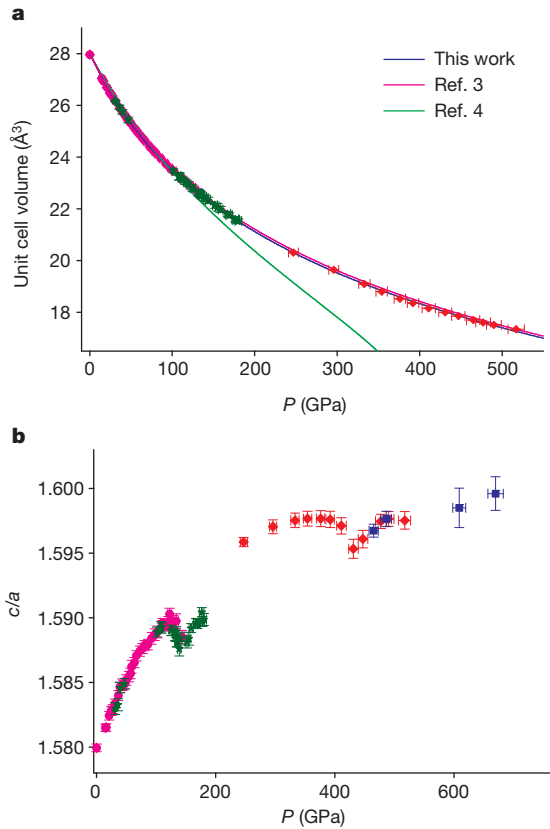 a
28
26
24
22
20
18
Unit cell volume (Å³)
This work
Ref. 3
Ref. 4
0
100
200
300
400
500
P (GPa)
b
1.600
1.595
1.590
1.585
1.580
c/a
0
200
400
600
P (GPa)